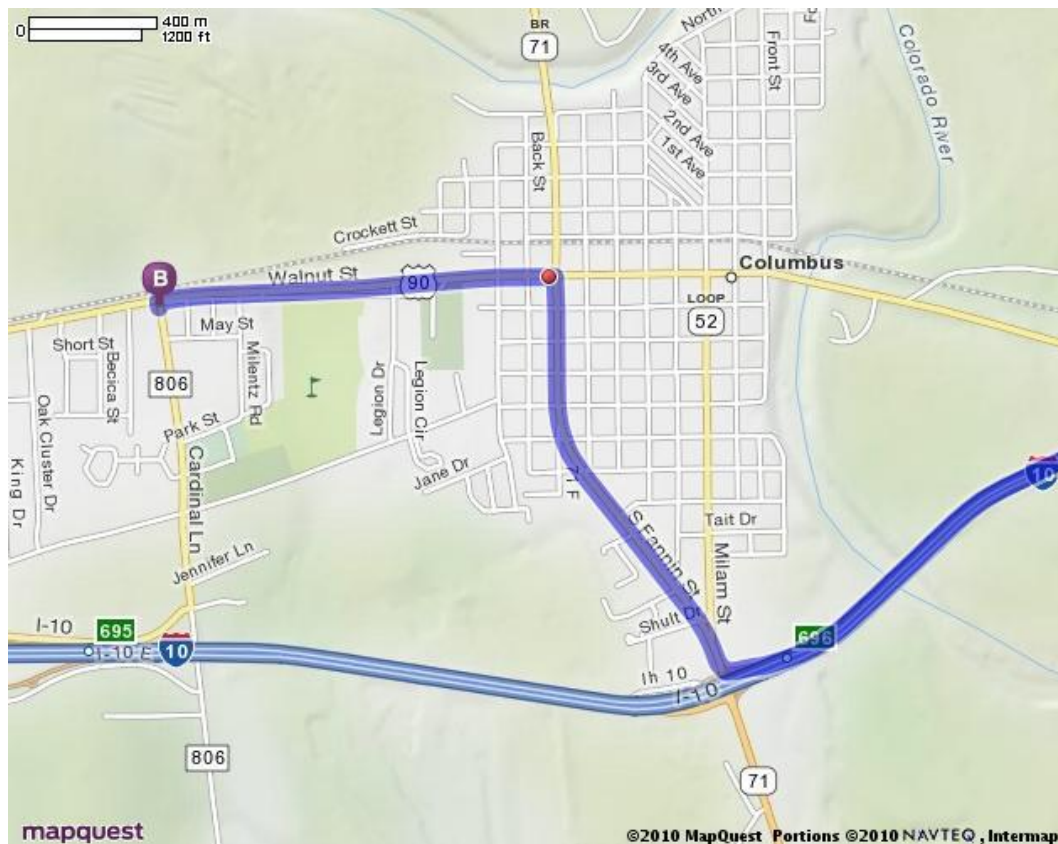 0
400 m
1200 ft
BR
71
North
4th Ave
3rd Ave
2nd Ave
1st Ave
Front St
Colorado River
Back St
Crockett St
Columbus
B
Walnut St
90
LOOP
52
May St
Short St
Becica St
Milentz Rd
806
Legion Dr
Legion Cir
Oak Cluster Dr
Park St
Cardinal Ln
King Dr
Jane Dr
10
Tait Dr
S Fannin St
Milam St
Jennifer Ln
Shult Dr
I-10
695
I-10 E
10
696
Ih 10
I-10
806
71
mapquest
©2010 MapQuest Portions ©2010 NAVTEQ, Intermap